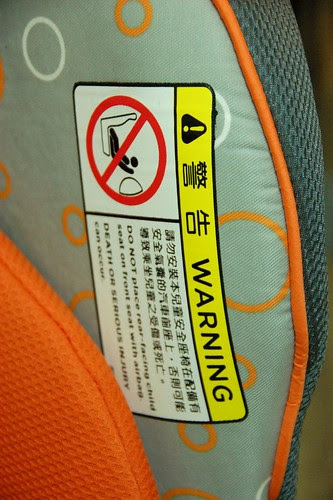 警告 WARNING
請勿安裝本兒童安全座椅在配備有
安全氣囊的汽車前座上，否則可能
導致乘坐兒童之受傷或死亡。
DO NOT place rear-facing child
seat on front seat with airbag.
DEATH OR SERIOUS INJURY
can occur.